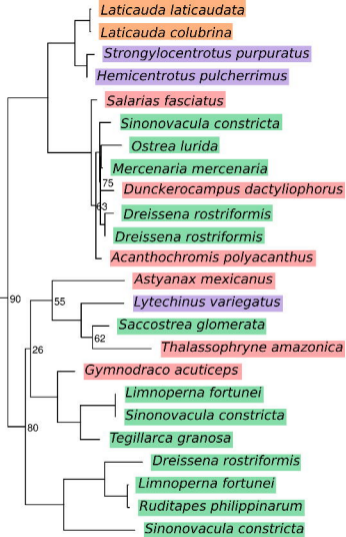 Laticauda laticaudata
Laticauda colubrina
Strongylocentrotus purpuratus
Hemicentrotus pulcherrimus
Salarias fasciatus
Sinonovacula constricta
Ostrea lurida
Mercenaria mercenaria
75
Dunckerocampus dactyliophorus
63
Dreissena rostriformis
Dreissena rostriformis
Acanthochromis polyacanthus
Astyanax mexicanus
90
55
Lytechinus variegatus
Saccostrea glomerata
62
26
Thalassophryne amazonica
Gymnodraco acuticeps
Limnoperna fortunei
Sinonovacula constricta
80
Tegillarca granosa
Dreissena rostriformis
Limnoperna fortunei
Ruditapes philippinarum
Sinonovacula constricta